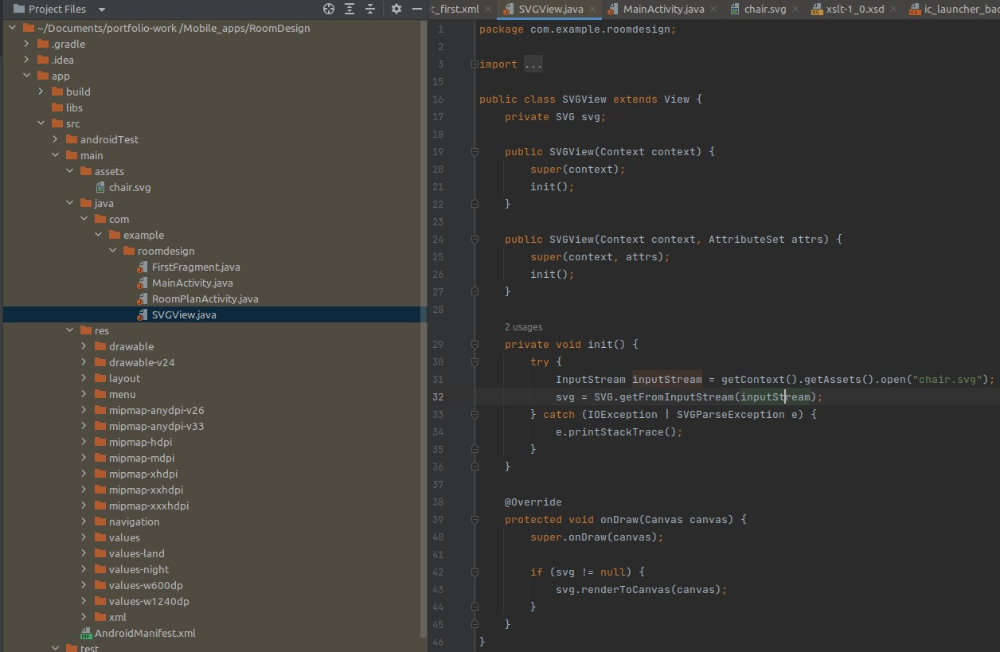 Project Files
~/Documents/portfolio-work /Mobile_apps/RoomDesign
.gradle
.idea
app
build
libs
src
androidTest
main
assets
chair.svg
java
com
example
roomdesign
FirstFragment.java
MainActivity.java
RoomPlanActivity.java
SVGView.java
res
drawable
drawable-v24
layout
menu
mipmap-anydpi-v26
mipmap-anydpi-v33
mipmap-hdpi
mipmap-mdpi
mipmap-xhdpi
mipmap-xxhdpi
mipmap-xxxhdpi
navigation
values
values-land
values-night
values-w600dp
values-w1240dp
xml
AndroidManifest.xml
test
t_first.xml SVGView.java MainActivity.java chair.svg xslt-1_0.xsd ic_launcher_bac
1 package com.example.roomdesign;
2
3 import ...
15
16 public class SVGView extends View {
17 private SVG svg;
18
19 public SVGView(Context context) {
20 super(context);
21 init();
22 }
23
24 public SVGView(Context context, AttributeSet attrs) {
25 super(context, attrs);
26 init();
27 }
28
2 usages
29 private void init() {
30 try {
31 InputStream inputStream = getContext().getAssets().open("chair.svg");
32 svg = SVG.getFromInputStream(inputStream);
33 } catch (IOException | SVGParseException e) {
34 e.printStackTrace();
35 }
36 }
37
38 @Override
39 protected void onDraw(Canvas canvas) {
40 super.onDraw(canvas);
41
42 if (svg != null) {
43 svg.renderToCanvas(canvas);
44 }
45 }
46 }